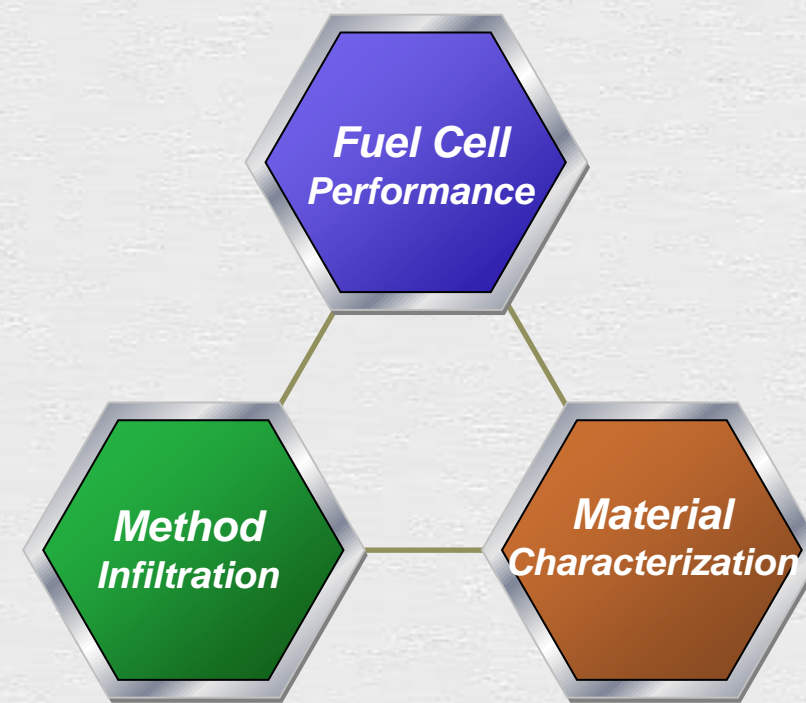 Fuel Cell
Performance
Method
Infiltration
Material
Characterization